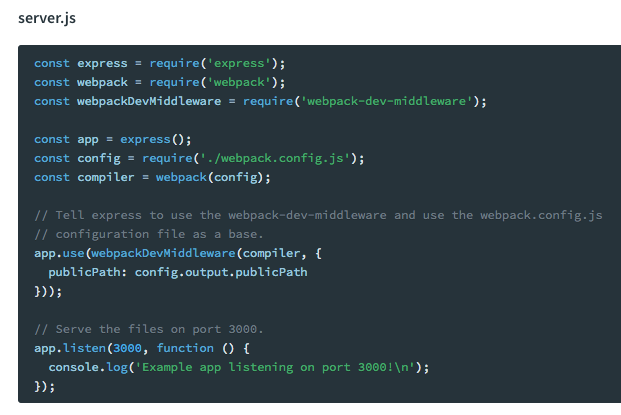 server.js
const express = require('express');
const webpack = require('webpack');
const webpackDevMiddleware = require('webpack-dev-middleware');
const app = express();
const config = require('./webpack.config.js');
const compiler = webpack(config);
// Tell express to use the webpack-dev-middleware and use the webpack.config.js
// configuration file as a base.
app.use(webpackDevMiddleware(compiler, {
  publicPath: config.output.publicPath
}));
// Serve the files on port 3000.
app.listen(3000, function () {
  console.log('Example app listening on port 3000!\n');
});